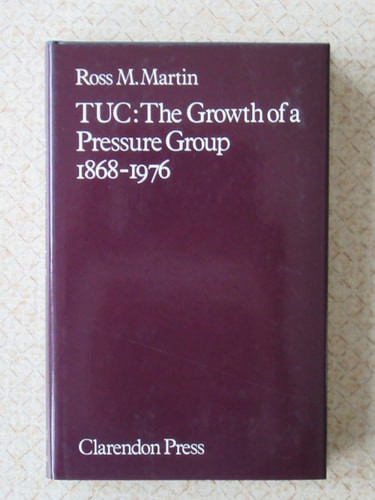 Ross M. Martin
TUC: The Growth of a
Pressure Group
1868-1976
Clarendon Press